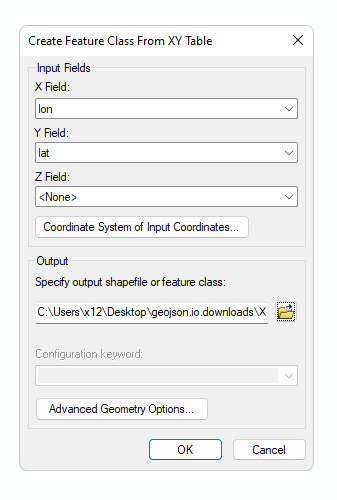 Create Feature Class From XY Table
Input Fields
X Field:
lon
Y Field:
lat
Z Field:
<None>
Coordinate System of Input Coordinates...
Output
Specify output shapefile or feature class:
C:\Users\x12\Desktop\geojson.io.downloads\X
Configuration keyword:
Advanced Geometry Options...
OK
Cancel